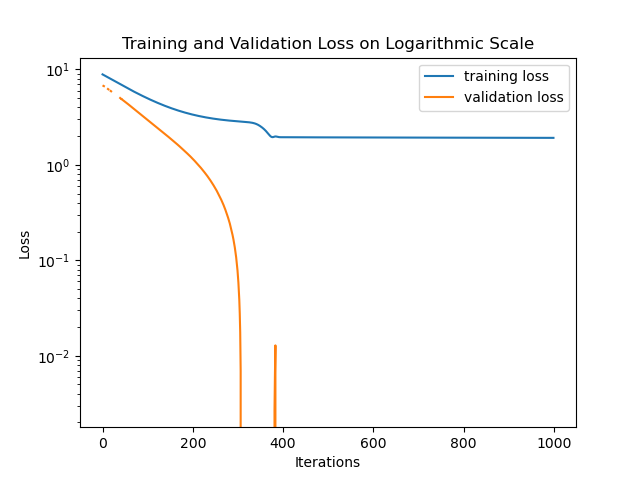 Training and Validation Loss on Logarithmic Scale
training loss
validation loss
10¹
10⁰
10⁻¹
10⁻²
Loss
0 200 400 600 800 1000
Iterations